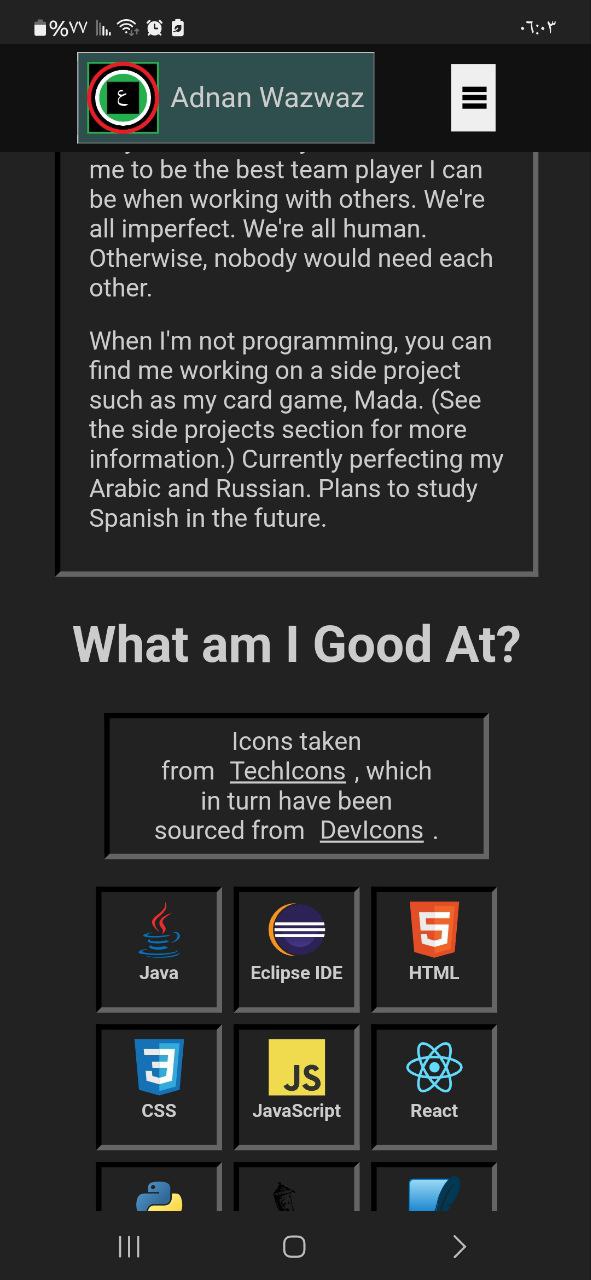 %٧٧
٠٦:٠٣
ع
Adnan Wazwaz
me to be the best team player I can
be when working with others. We're
all imperfect. We're all human.
Otherwise, nobody would need each
other.
When I'm not programming, you can
find me working on a side project
such as my card game, Mada. (See
the side projects section for more
information.) Currently perfecting my
Arabic and Russian. Plans to study
Spanish in the future.
What am I Good At?
Icons taken
from TechIcons , which
in turn have been
sourced from DevIcons .
Java
Eclipse IDE
HTML
5
CSS
3
JavaScript
JS
React